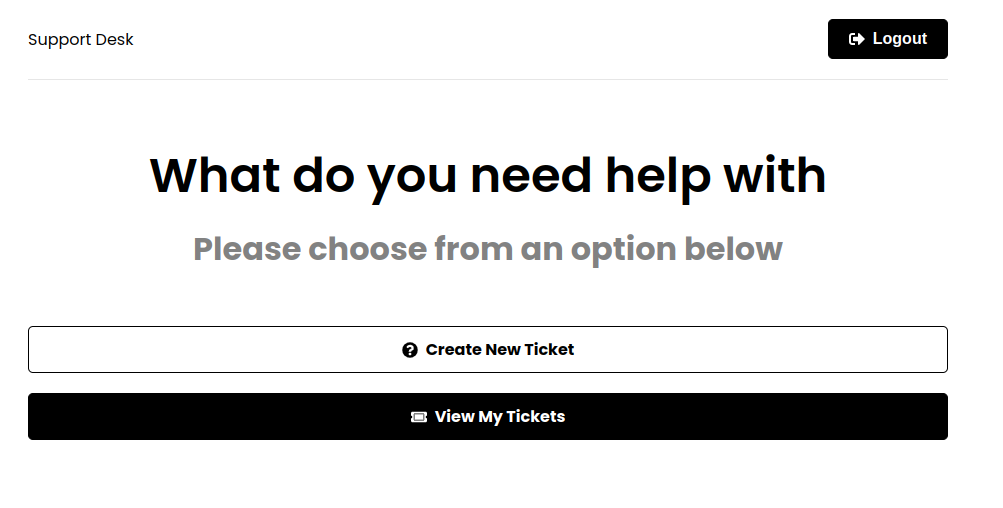 Support Desk
Logout
What do you need help with
Please choose from an option below
Create New Ticket
View My Tickets